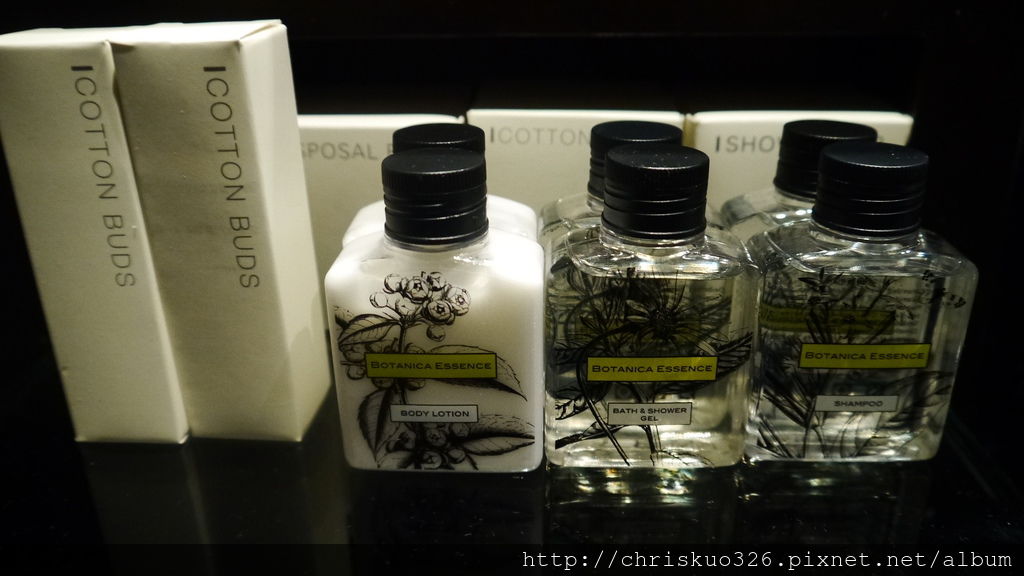 COTTON BUDS
COTTON BUDS
COTTON
BOTANICA ESSENCE
BODY LOTION
BOTANICA ESSENCE
BATH & SHOWER
GEL
BOTANICA ESSENCE
SHAMPOO
http://chriskuo326.pixnet.net/album